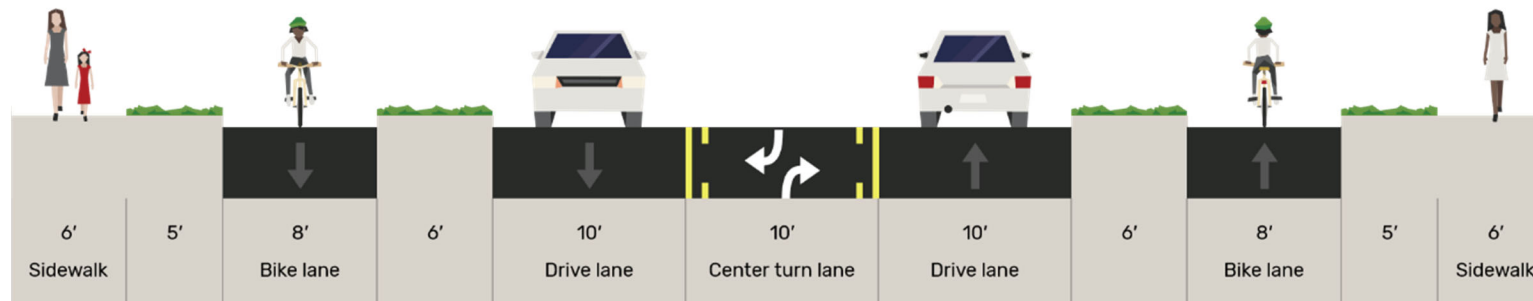 6′ 5′ 8′ 6′ 10′ 10′ 10′ 6′ 8′ 5′ 6′
Sidewalk Bike lane Drive lane Center turn lane Drive lane Bike lane Sidewalk